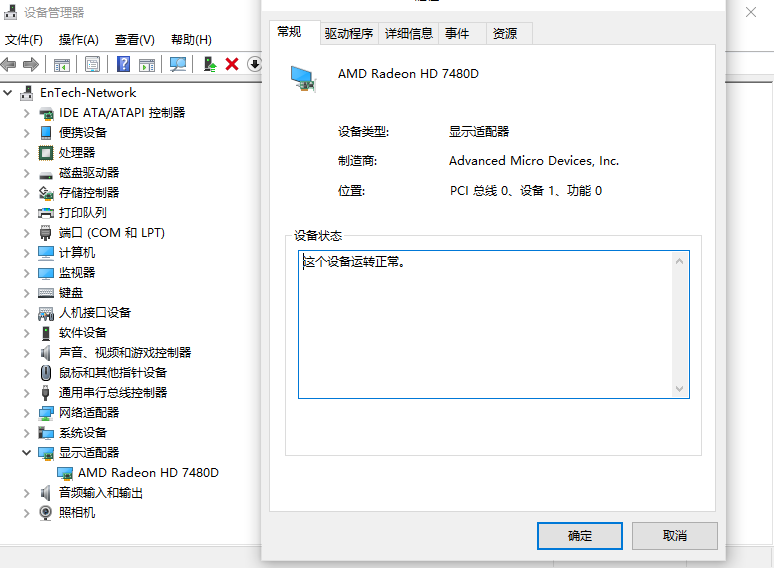 设备管理器
文件(F) 操作(A) 查看(V) 帮助(H)
EnTech-Network
IDE ATA/ATAPI 控制器
便携设备
处理器
磁盘驱动器
存储控制器
打印队列
端口 (COM 和 LPT)
计算机
监视器
键盘
人机接口设备
软件设备
声音、视频和游戏控制器
鼠标和其他指针设备
通用串行总线控制器
网络适配器
系统设备
显示适配器
AMD Radeon HD 7480D
音频输入和输出
照相机
常规 驱动程序 详细信息 事件 资源
AMD Radeon HD 7480D
设备类型: 显示适配器
制造商: Advanced Micro Devices, Inc.
位置: PCI 总线 0、设备 1、功能 0
设备状态
这个设备运转正常。
确定 取消